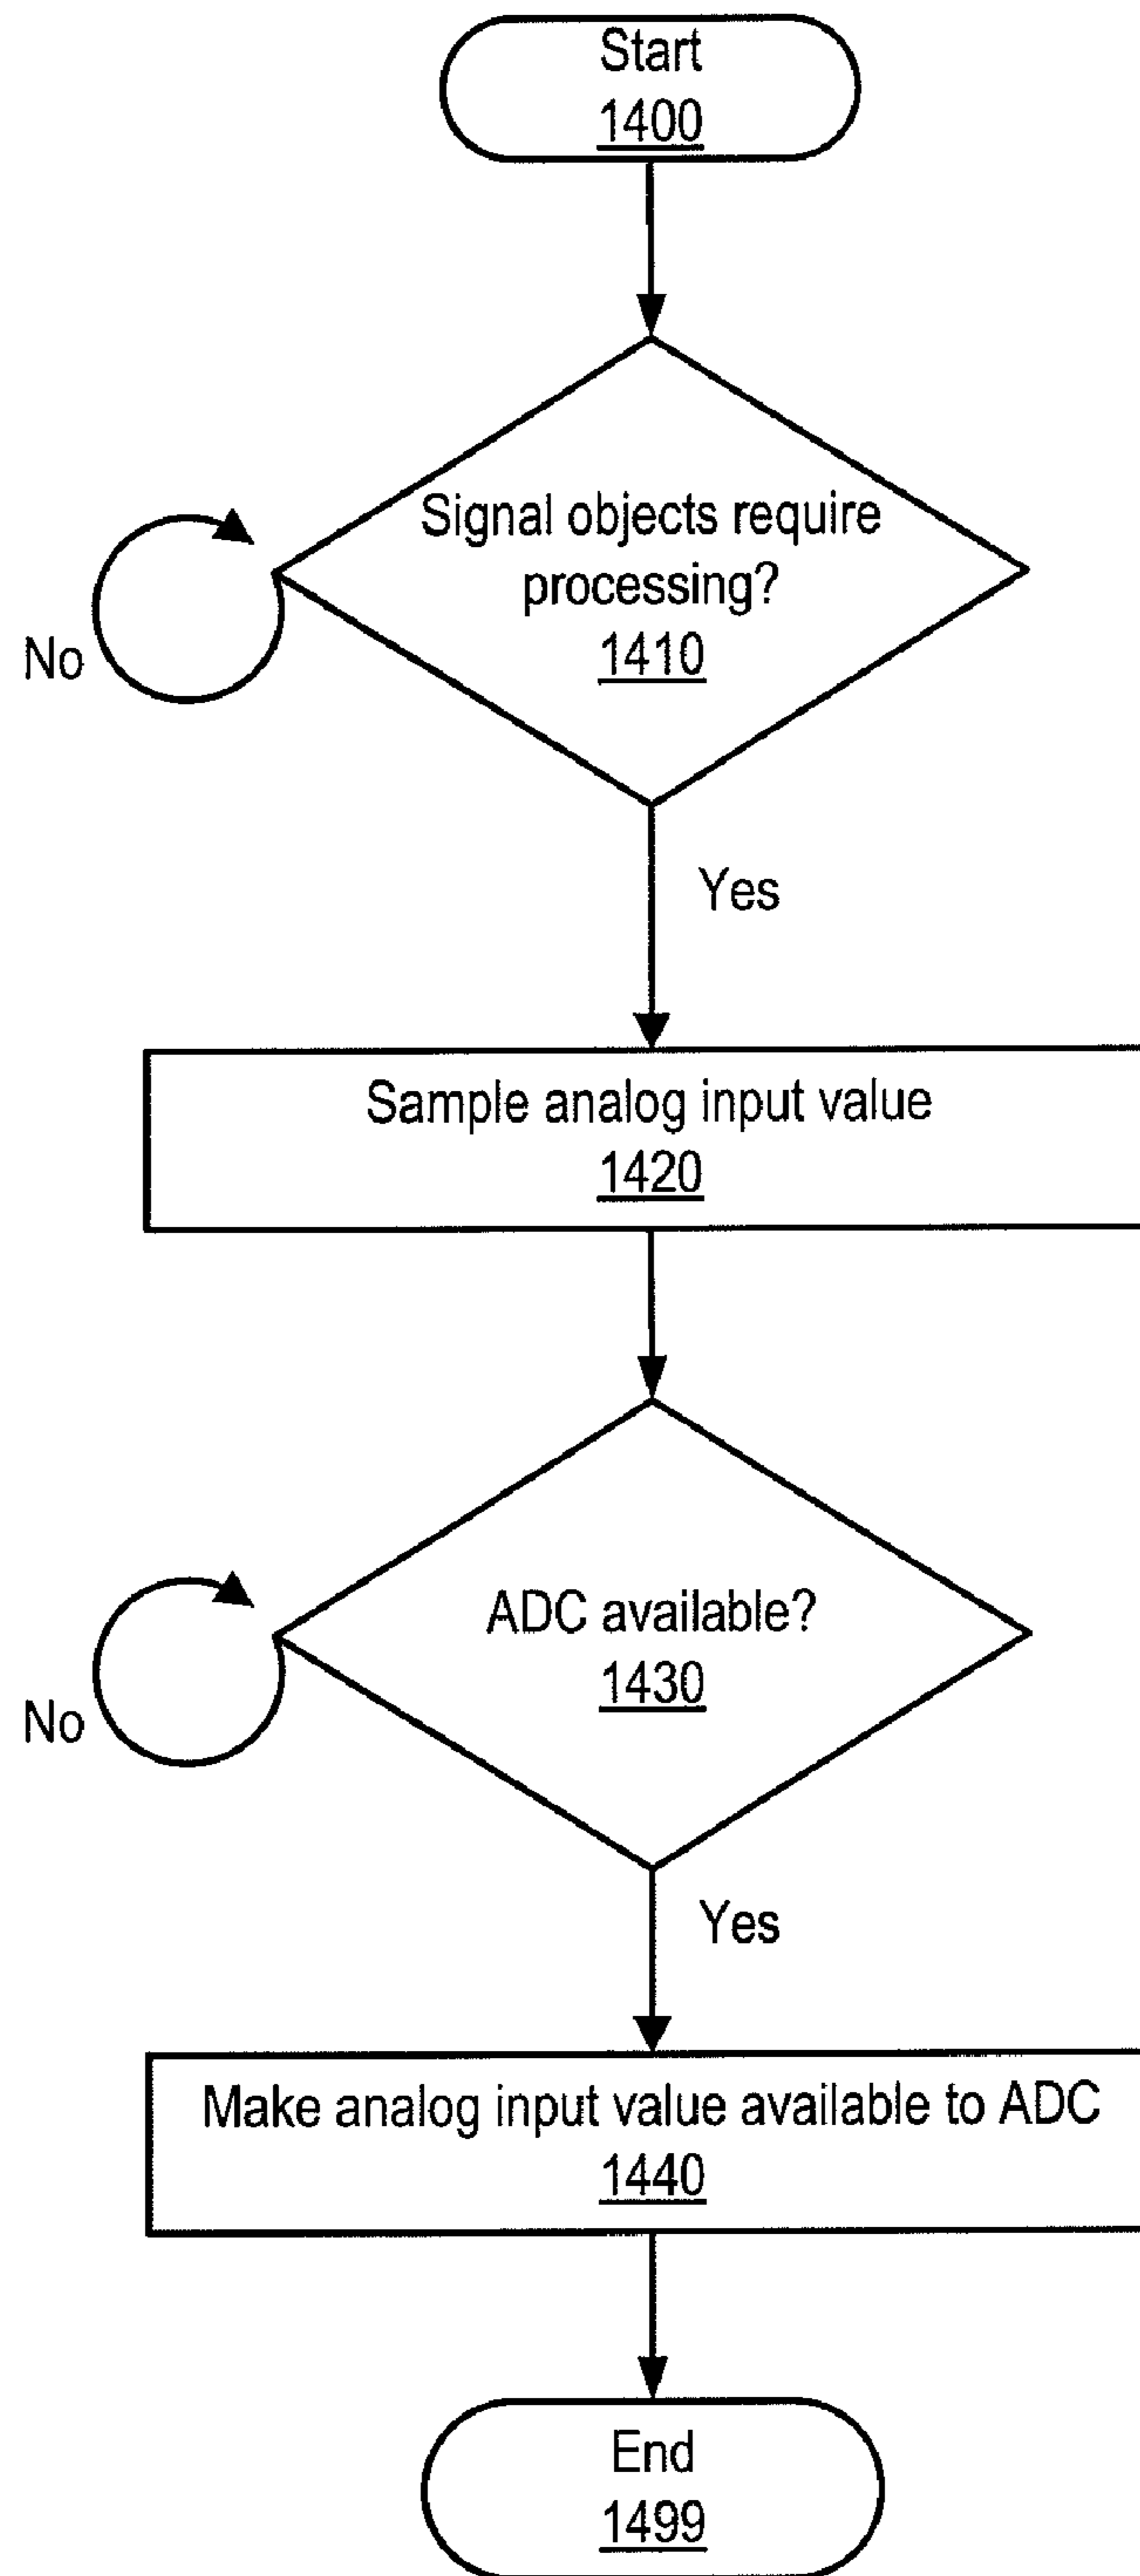 Start
1400
Signal objects require
processing?
1410
No
Yes
Sample analog input value
1420
ADC available?
1430
No
Yes
Make analog input value available to ADC
1440
End
1499